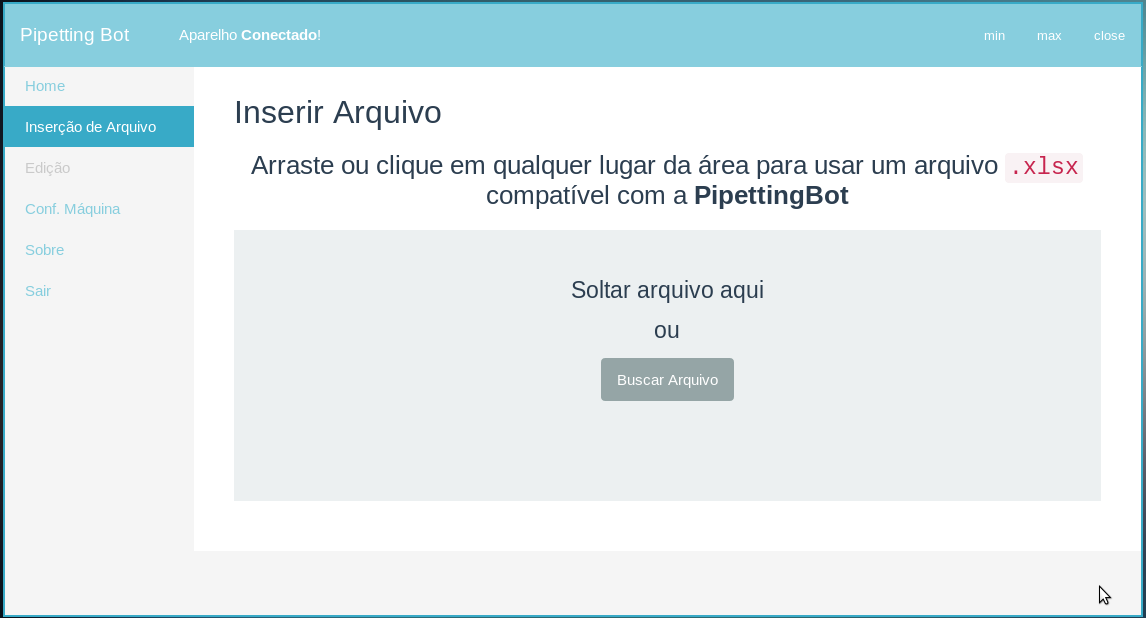 Pipetting Bot
Aparelho Conectado!
min
max
close
Home
Inserção de Arquivo
Edição
Conf. Máquina
Sobre
Sair
Inserir Arquivo
Arraste ou clique em qualquer lugar da área para usar um arquivo .xlsx
compatível com a PipettingBot
Soltar arquivo aqui
ou
Buscar Arquivo